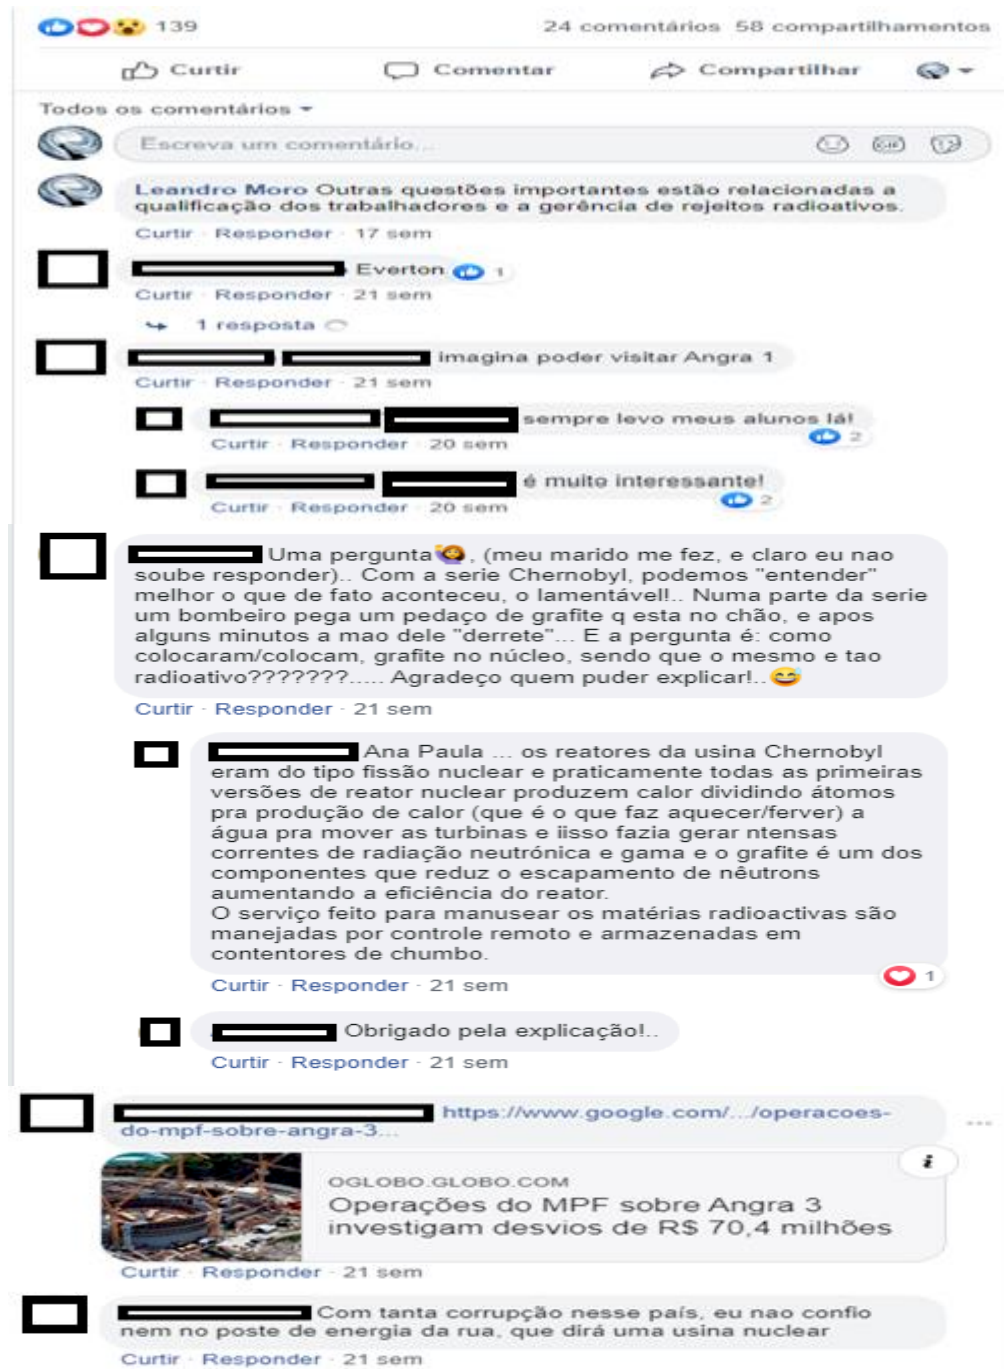 139
24 comentários 58 compartilhamentos
Curtir Comentar Compartilhar
Todos os comentários
Escreva um comentário...
GIF
Leandro Moro Outras questões importantes estão relacionadas a
qualificação dos trabalhadores e a gerência de rejeitos radioativos.
Curtir · Responder · 17 sem
Everton 1
Curtir · Responder · 21 sem
1 resposta
imagina poder visitar Angra 1
Curtir · Responder · 21 sem
sempre levo meus alunos lá!
Curtir · Responder · 20 sem 2
é muito interessante!
Curtir · Responder · 20 sem 2
Uma pergunta🙋, (meu marido me fez, e claro eu nao
soube responder).. Com a serie Chernobyl, podemos "entender"
melhor o que de fato aconteceu, o lamentável!.. Numa parte da serie
um bombeiro pega um pedaço de grafite q esta no chão, e apos
alguns minutos a mao dele "derrete"... E a pergunta é: como
colocaram/colocam, grafite no núcleo, sendo que o mesmo e tao
radioativo???????..... Agradeço quem puder explicar!..😅
Curtir · Responder · 21 sem
Ana Paula ... os reatores da usina Chernobyl
eram do tipo fissão nuclear e praticamente todas as primeiras
versões de reator nuclear produzem calor dividindo átomos
pra produção de calor (que é o que faz aquecer/ferver) a
água pra mover as turbinas e iisso fazia gerar ntensas
correntes de radiação neutrónica e gama e o grafite é um dos
componentes que reduz o escapamento de nêutrons
aumentando a eficiência do reator.
O serviço feito para manusear os matérias radioactivas são
manejadas por controle remoto e armazenadas em
contentores de chumbo.
1
Curtir · Responder · 21 sem
Obrigado pela explicação!..
Curtir · Responder · 21 sem
https://www.google.com/.../operacoes-
do-mpf-sobre-angra-3...
OGLOBO.GLOBO.COM
Operações do MPF sobre Angra 3
investigam desvios de R$ 70,4 milhões
Curtir · Responder · 21 sem
Com tanta corrupção nesse país, eu nao confio
nem no poste de energia da rua, que dirá uma usina nuclear
Curtir · Responder · 21 sem